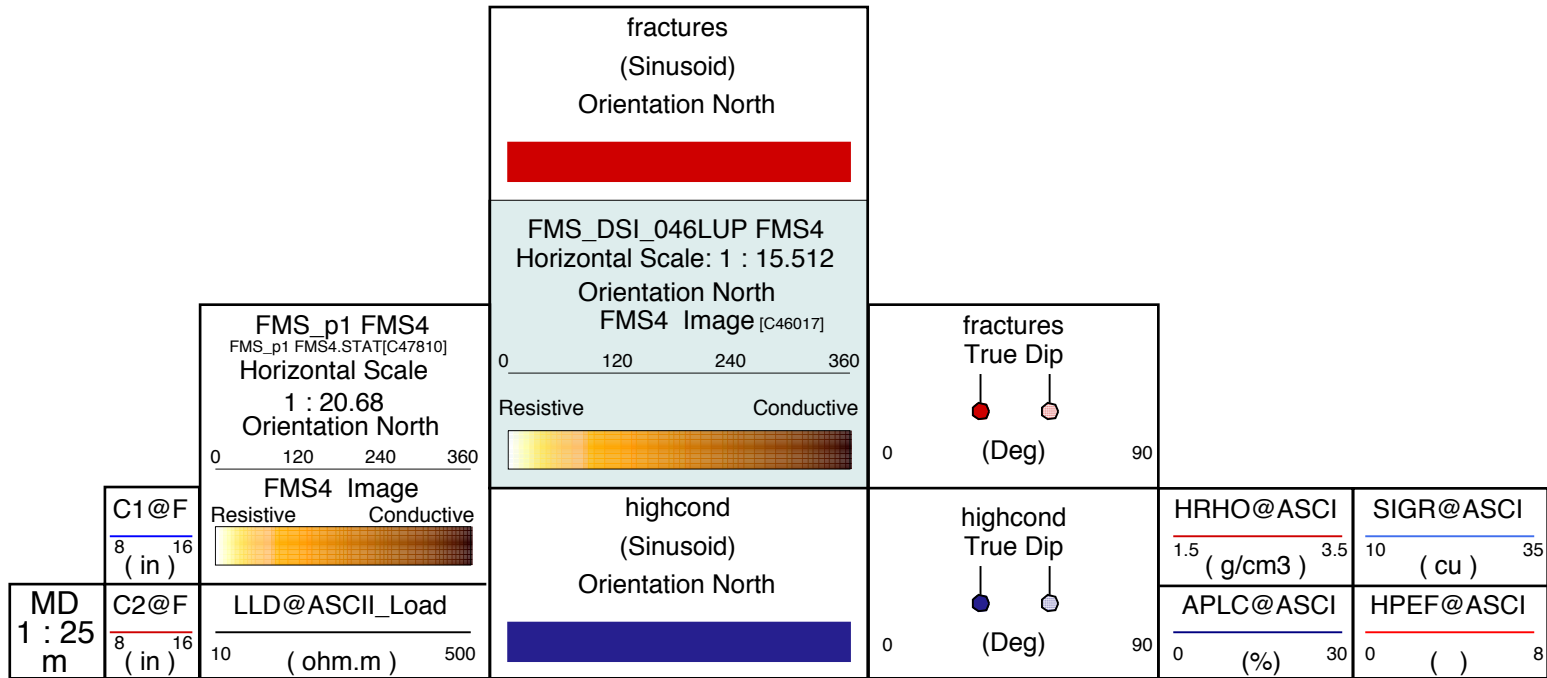 fractures
(Sinusoid)
Orientation North
FMS_DSI_046LUP FMS4
Horizontal Scale: 1 : 15.512
Orientation North
FMS4 Image [C46017]
0 120 240 360
Resistive Conductive
FMS_p1 FMS4
FMS_p1 FMS4.STAT[C47810]
Horizontal Scale
1 : 20.68
Orientation North
0 120 240 360
FMS4 Image
Resistive Conductive
fractures
True Dip
0 (Deg) 90
C1@F
8 16
( in )
highcond
(Sinusoid)
Orientation North
highcond
True Dip
0 (Deg) 90
HRHO@ASCI
1.5 3.5
( g/cm3 )
SIGR@ASCI
10 35
( cu )
MD
1 : 25
m
C2@F
8 16
( in )
LLD@ASCII_Load
10 ( ohm.m ) 500
APLC@ASCI
0 30
(%)
HPEF@ASCI
0 8
( )